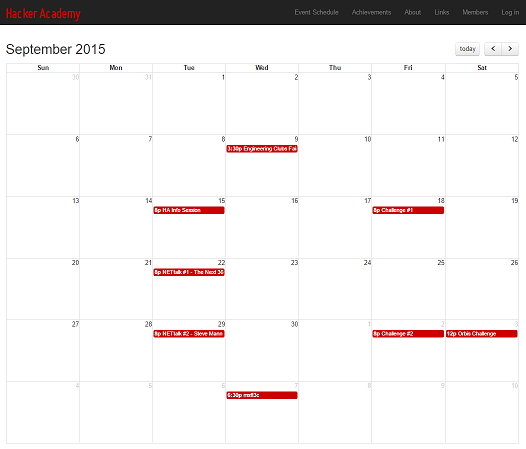 Hacker Academy
Event Schedule Achievements About Links Members Log In
September 2015
today < >
Sun Mon Tue Wed Thu Fri Sat
30 31 1 2 3 4 5
6 7 8 9 10 11 12
3:30p Engineering Clubs Fai
13 14 15 16 17 18 19
8p HA Info Session 8p Challenge #1
20 21 22 23 24 25 26
8p NETtalk #1 - The Next 36
27 28 29 30 1 2 3
8p NETtalk #2 - Steve Mann 8p Challenge #2 12p Orbis Challenge
4 5 6 7 8 9 10
6:30p